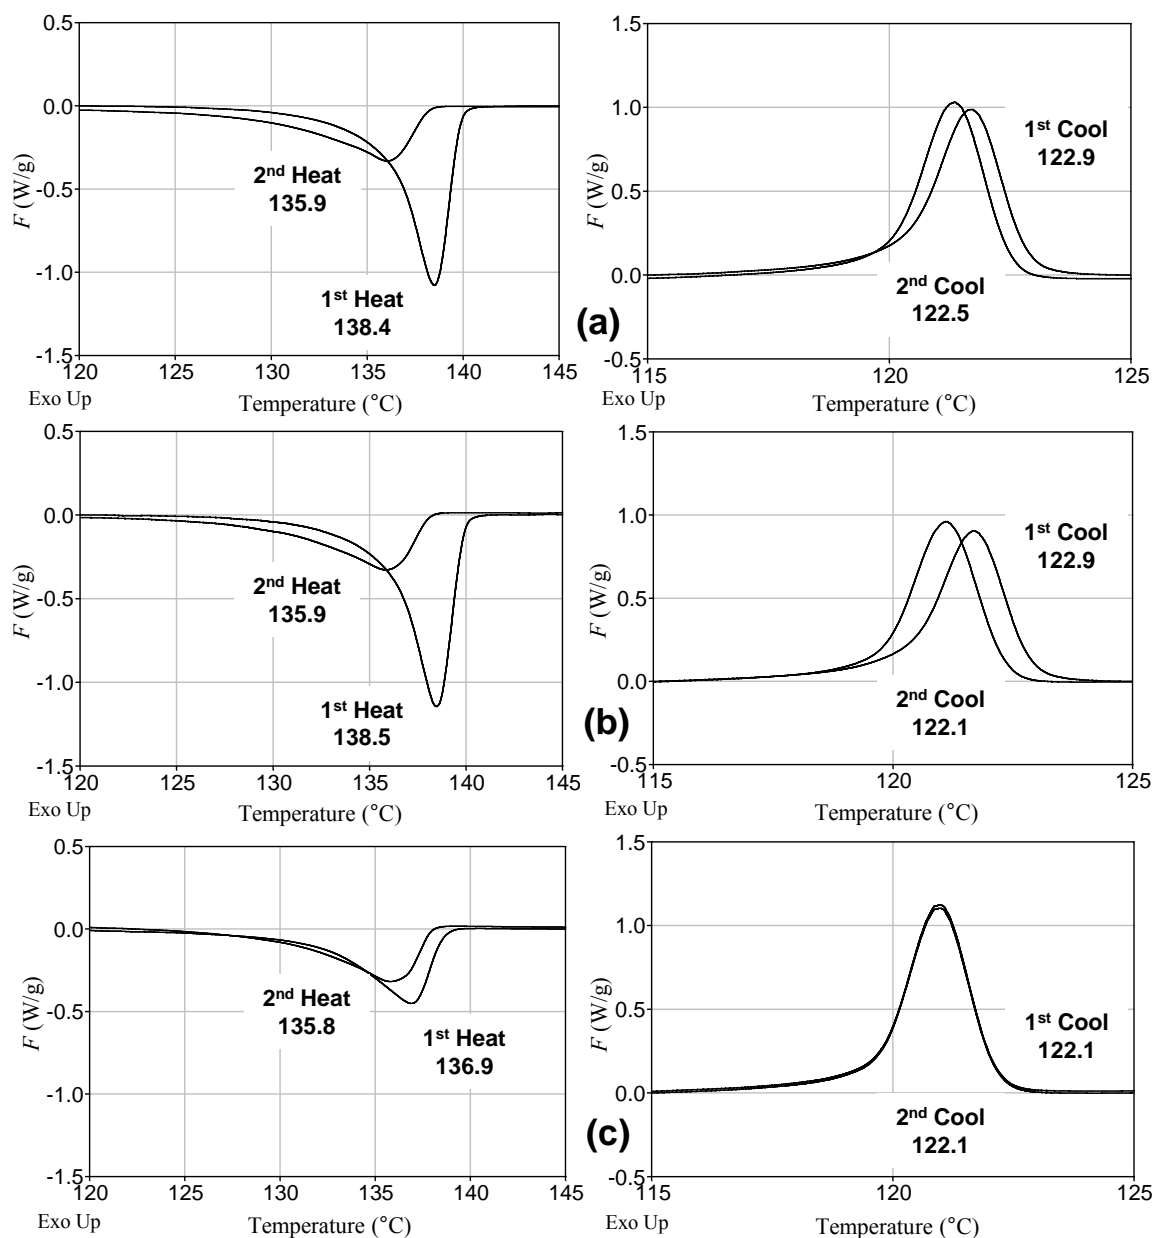 0.5
0.0
-0.5
-1.0
-1.5
F (W/g)
2nd Heat
135.9
1st Heat
138.4
120 125 130 135 140 145
Exo Up
Temperature (°C)
(a)
1.5
1.0
0.5
0.0
-0.5
F (W/g)
1st Cool
122.9
2nd Cool
122.5
115 120 125
Exo Up
Temperature (°C)
0.5
0.0
-0.5
-1.0
-1.5
F (W/g)
2nd Heat
135.9
1st Heat
138.5
120 125 130 135 140 145
Exo Up
Temperature (°C)
(b)
1.5
1.0
0.5
0.0
-0.5
F (W/g)
1st Cool
122.9
2nd Cool
122.1
115 120 125
Exo Up
Temperature (°C)
0.5
0.0
-0.5
-1.0
-1.5
F (W/g)
2nd Heat
135.8
1st Heat
136.9
120 125 130 135 140 145
Exo Up
Temperature (°C)
(c)
1.5
1.0
0.5
0.0
-0.5
F (W/g)
1st Cool
122.1
2nd Cool
122.1
115 120 125
Exo Up
Temperature (°C)